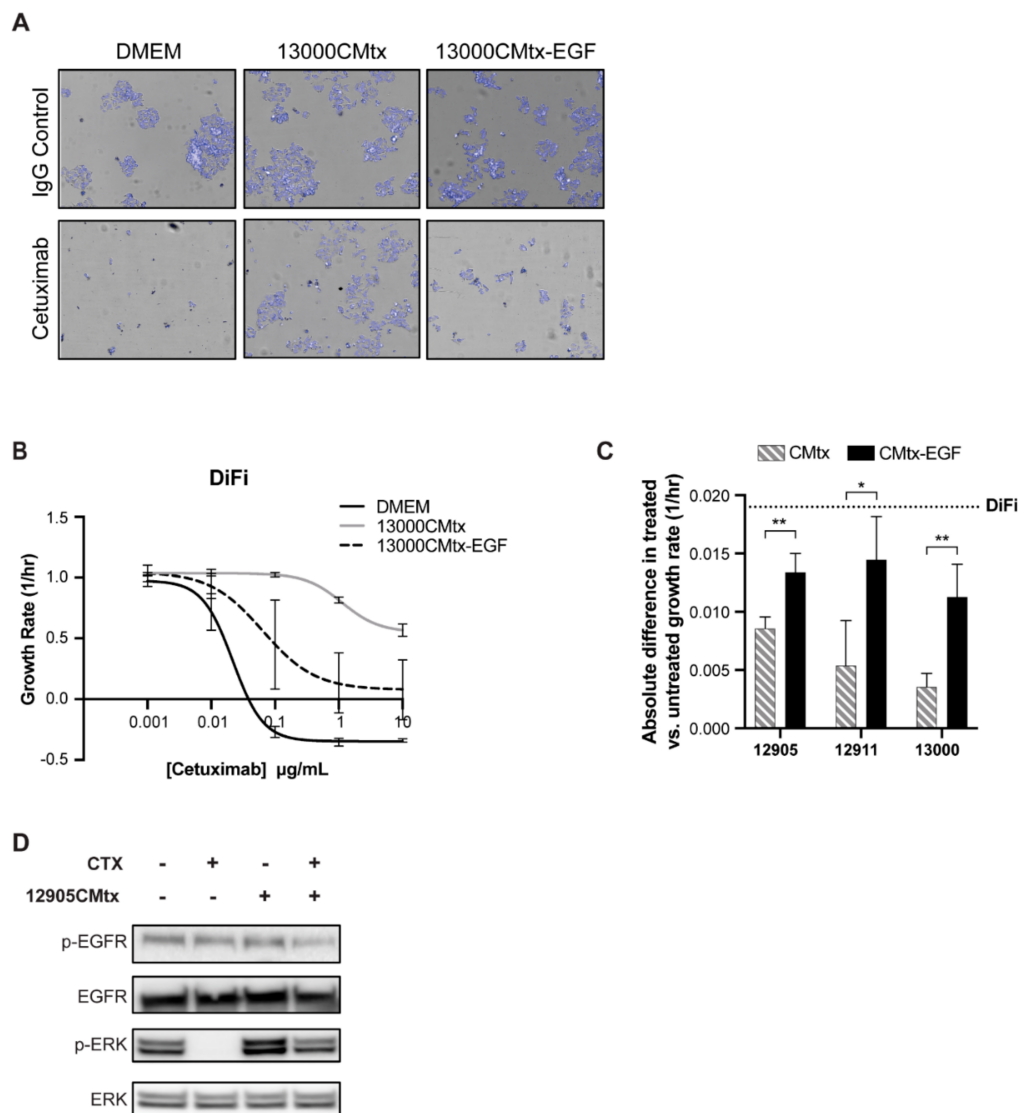 A
DMEM 13000CMtx 13000CMtx-EGF
IgG Control
Cetuximab
B
DiFi
DMEM
13000CMtx
13000CMtx-EGF
Growth Rate (1/hr)
1.5
1.0
0.5
0.0
-0.5
0.001 0.01 0.1 1 10
[Cetuximab] µg/mL
C
CMtx CMtx-EGF
Absolute difference in treated
vs. untreated growth rate (1/hr)
0.020
0.015
0.010
0.005
0.000
DiFi
** * **
12905 12911 13000
D
CTX - + - +
12905CMtx - - + +
p-EGFR
EGFR
p-ERK
ERK